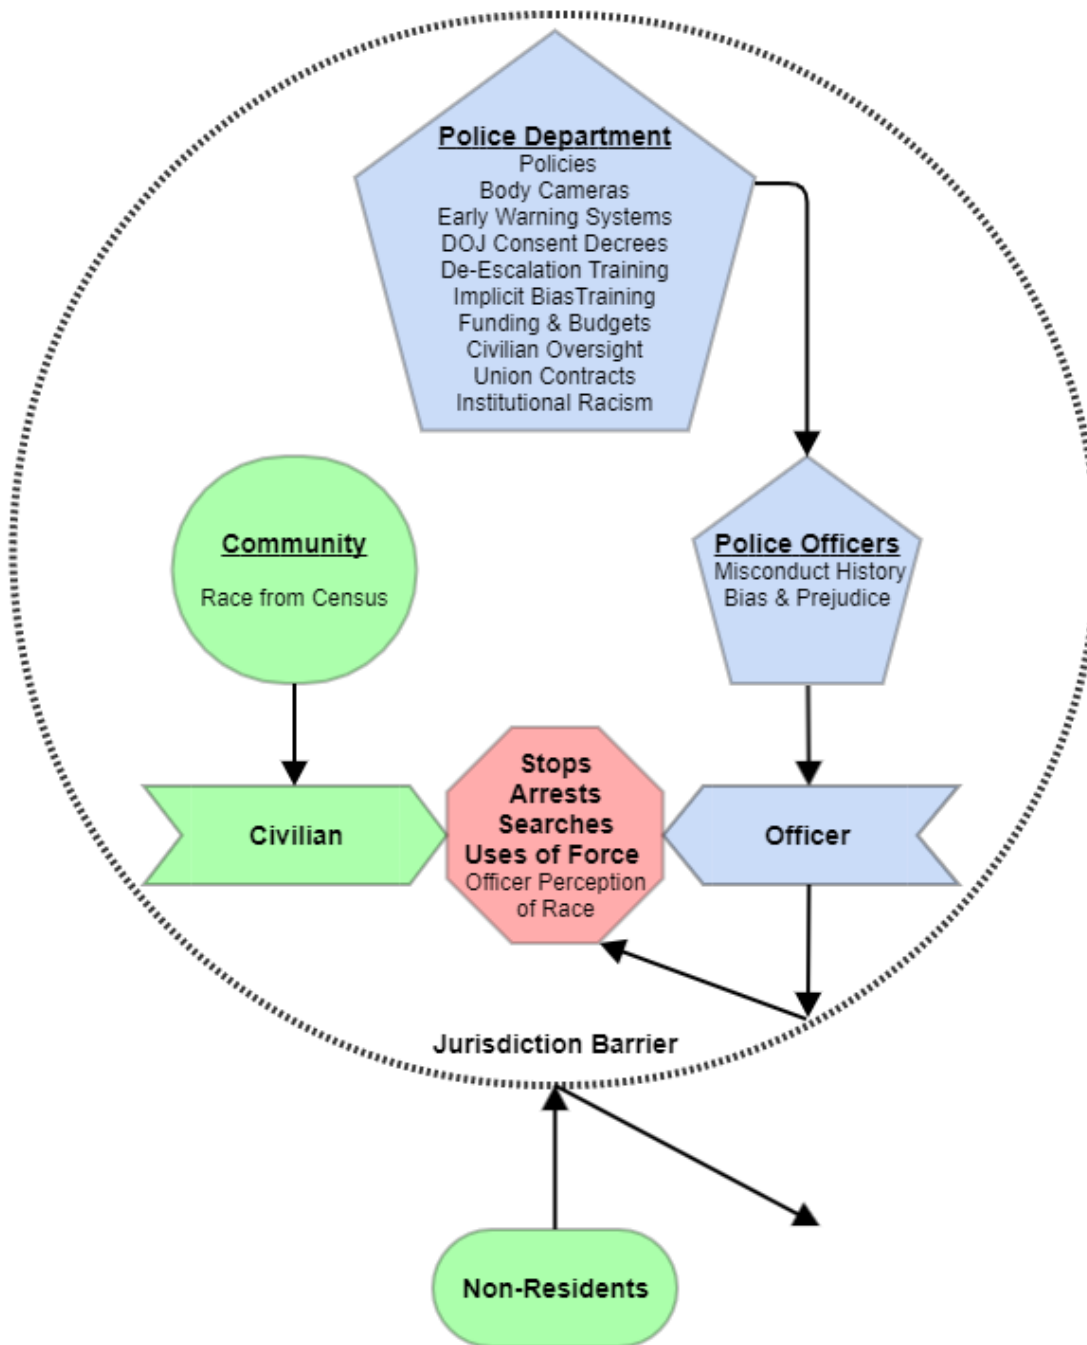 Police Department
Policies
Body Cameras
Early Warning Systems
DOJ Consent Decrees
De-Escalation Training
Implicit BiasTraining
Funding & Budgets
Civilian Oversight
Union Contracts
Institutional Racism
Community
Race from Census
Police Officers
Misconduct History
Bias & Prejudice
Civilian
Stops
Arrests
Searches
Uses of Force
Officer Perception
of Race
Officer
Jurisdiction Barrier
Non-Residents